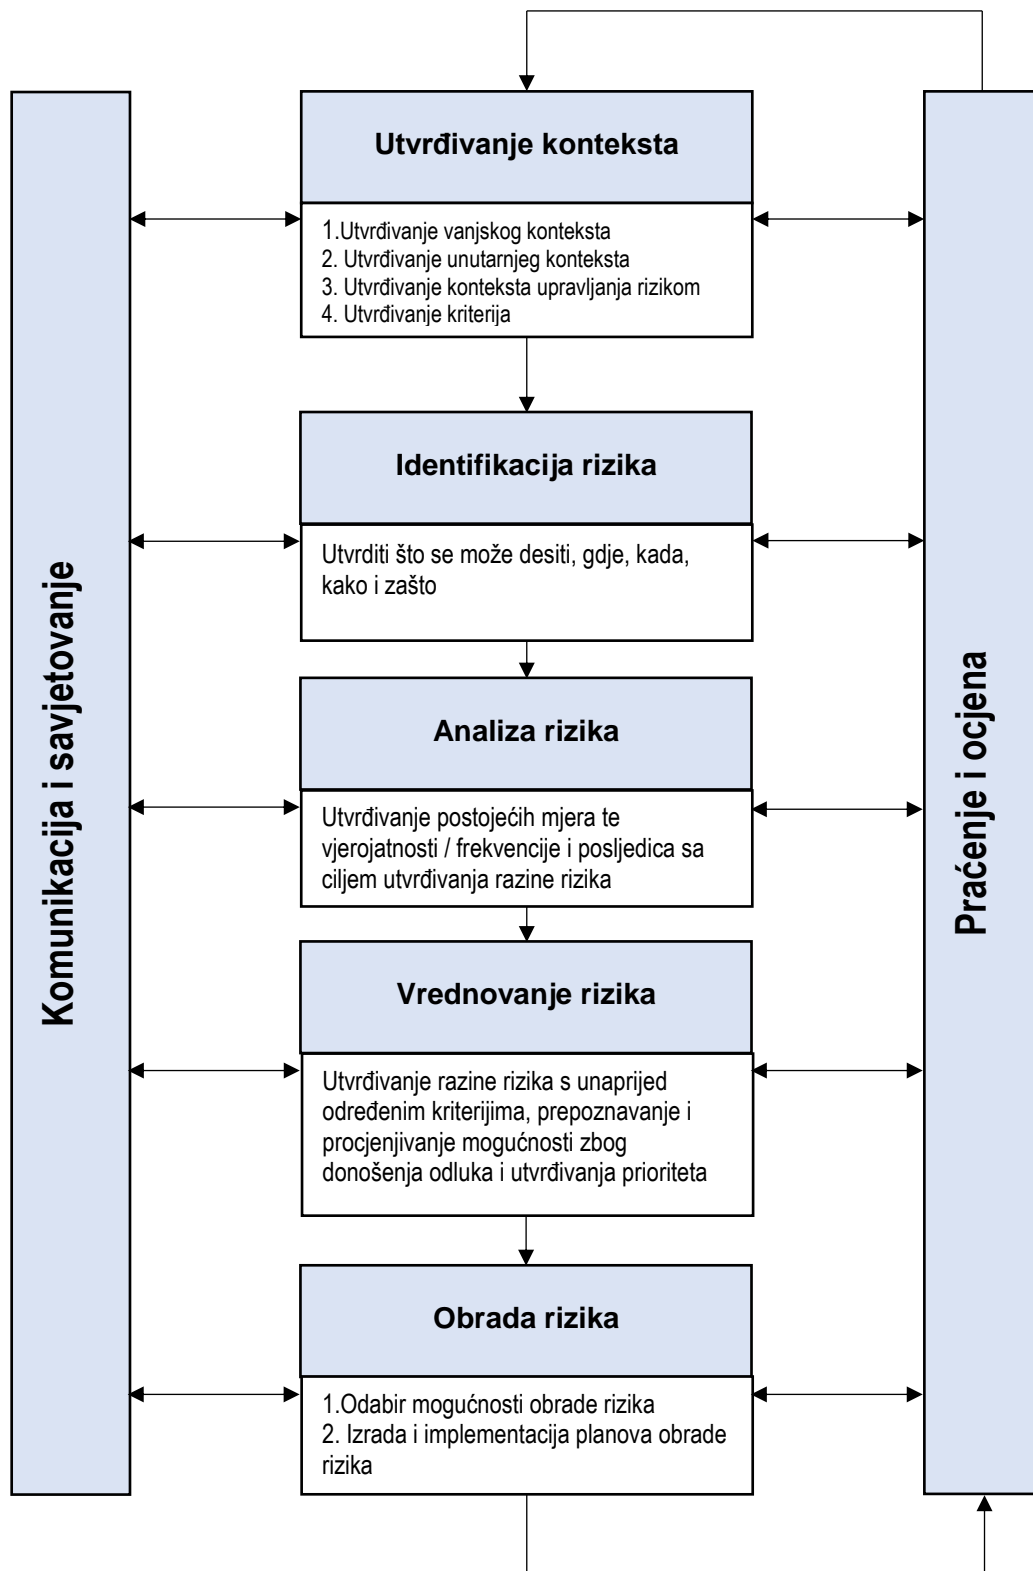 Utvrđivanje konteksta
1.Utvrđivanje vanjskog konteksta
2. Utvrđivanje unutarnjeg konteksta
3. Utvrđivanje konteksta upravljanja rizikom
4. Utvrđivanje kriterija
Identifikacija rizika
Utvrditi što se može desiti, gdje, kada,
kako i zašto
Analiza rizika
Utvrđivanje postojećih mjera te
vjerojatnosti / frekvencije i posljedica sa
ciljem utvrđivanja razine rizika
Vrednovanje rizika
Utvrđivanje razine rizika s unaprijed
određenim kriterijima, prepoznavanje i
procjenjivanje mogućnosti zbog
donošenja odluka i utvrđivanja prioriteta
Obrada rizika
1.Odabir mogućnosti obrade rizika
2. Izrada i implementacija planova obrade
rizika
Komunikacija i savjetovanje
Praćenje i ocjena